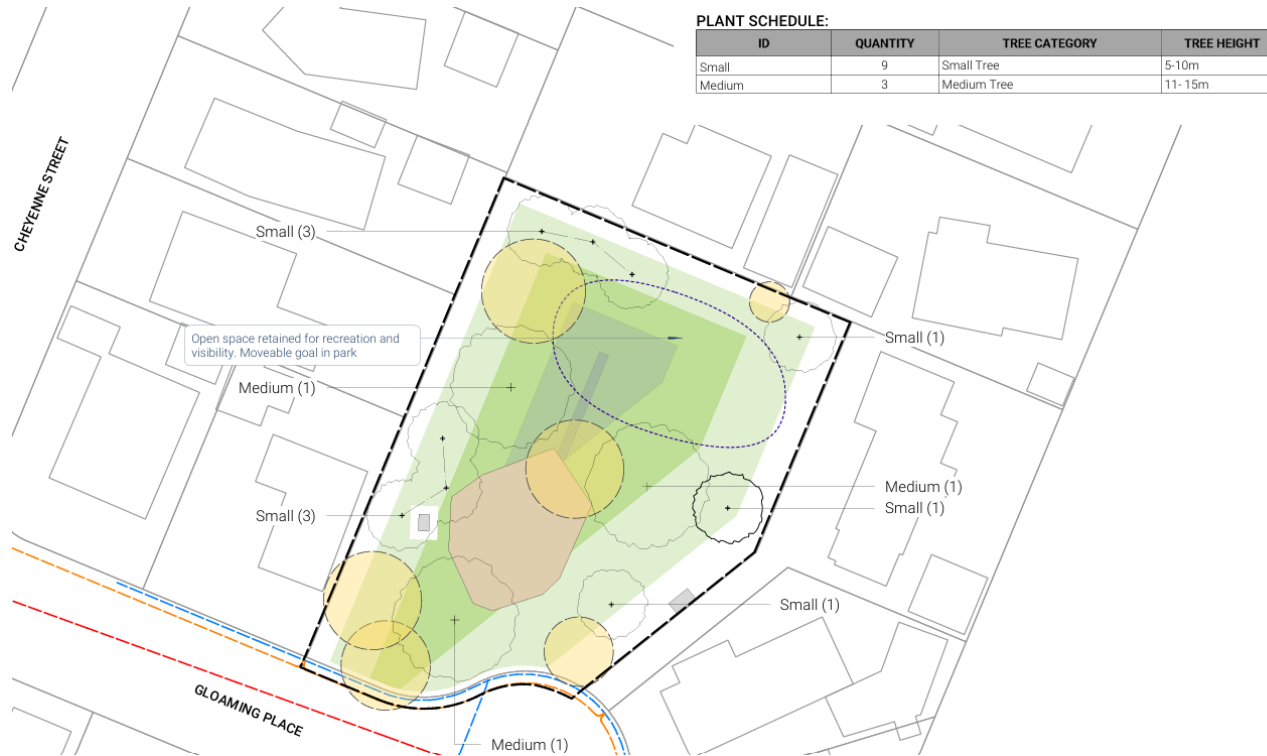 PLANT SCHEDULE:
ID QUANTITY TREE CATEGORY TREE HEIGHT
Small 9 Small Tree 5-10m
Medium 3 Medium Tree 11- 15m
CHEYENNE STREET
Small (3)
Open space retained for recreation and
visibility. Moveable goal in park
Small (1)
Medium (1)
Medium (1)
Small (1)
Small (3)
Small (1)
GLOAMING PLACE
Medium (1)